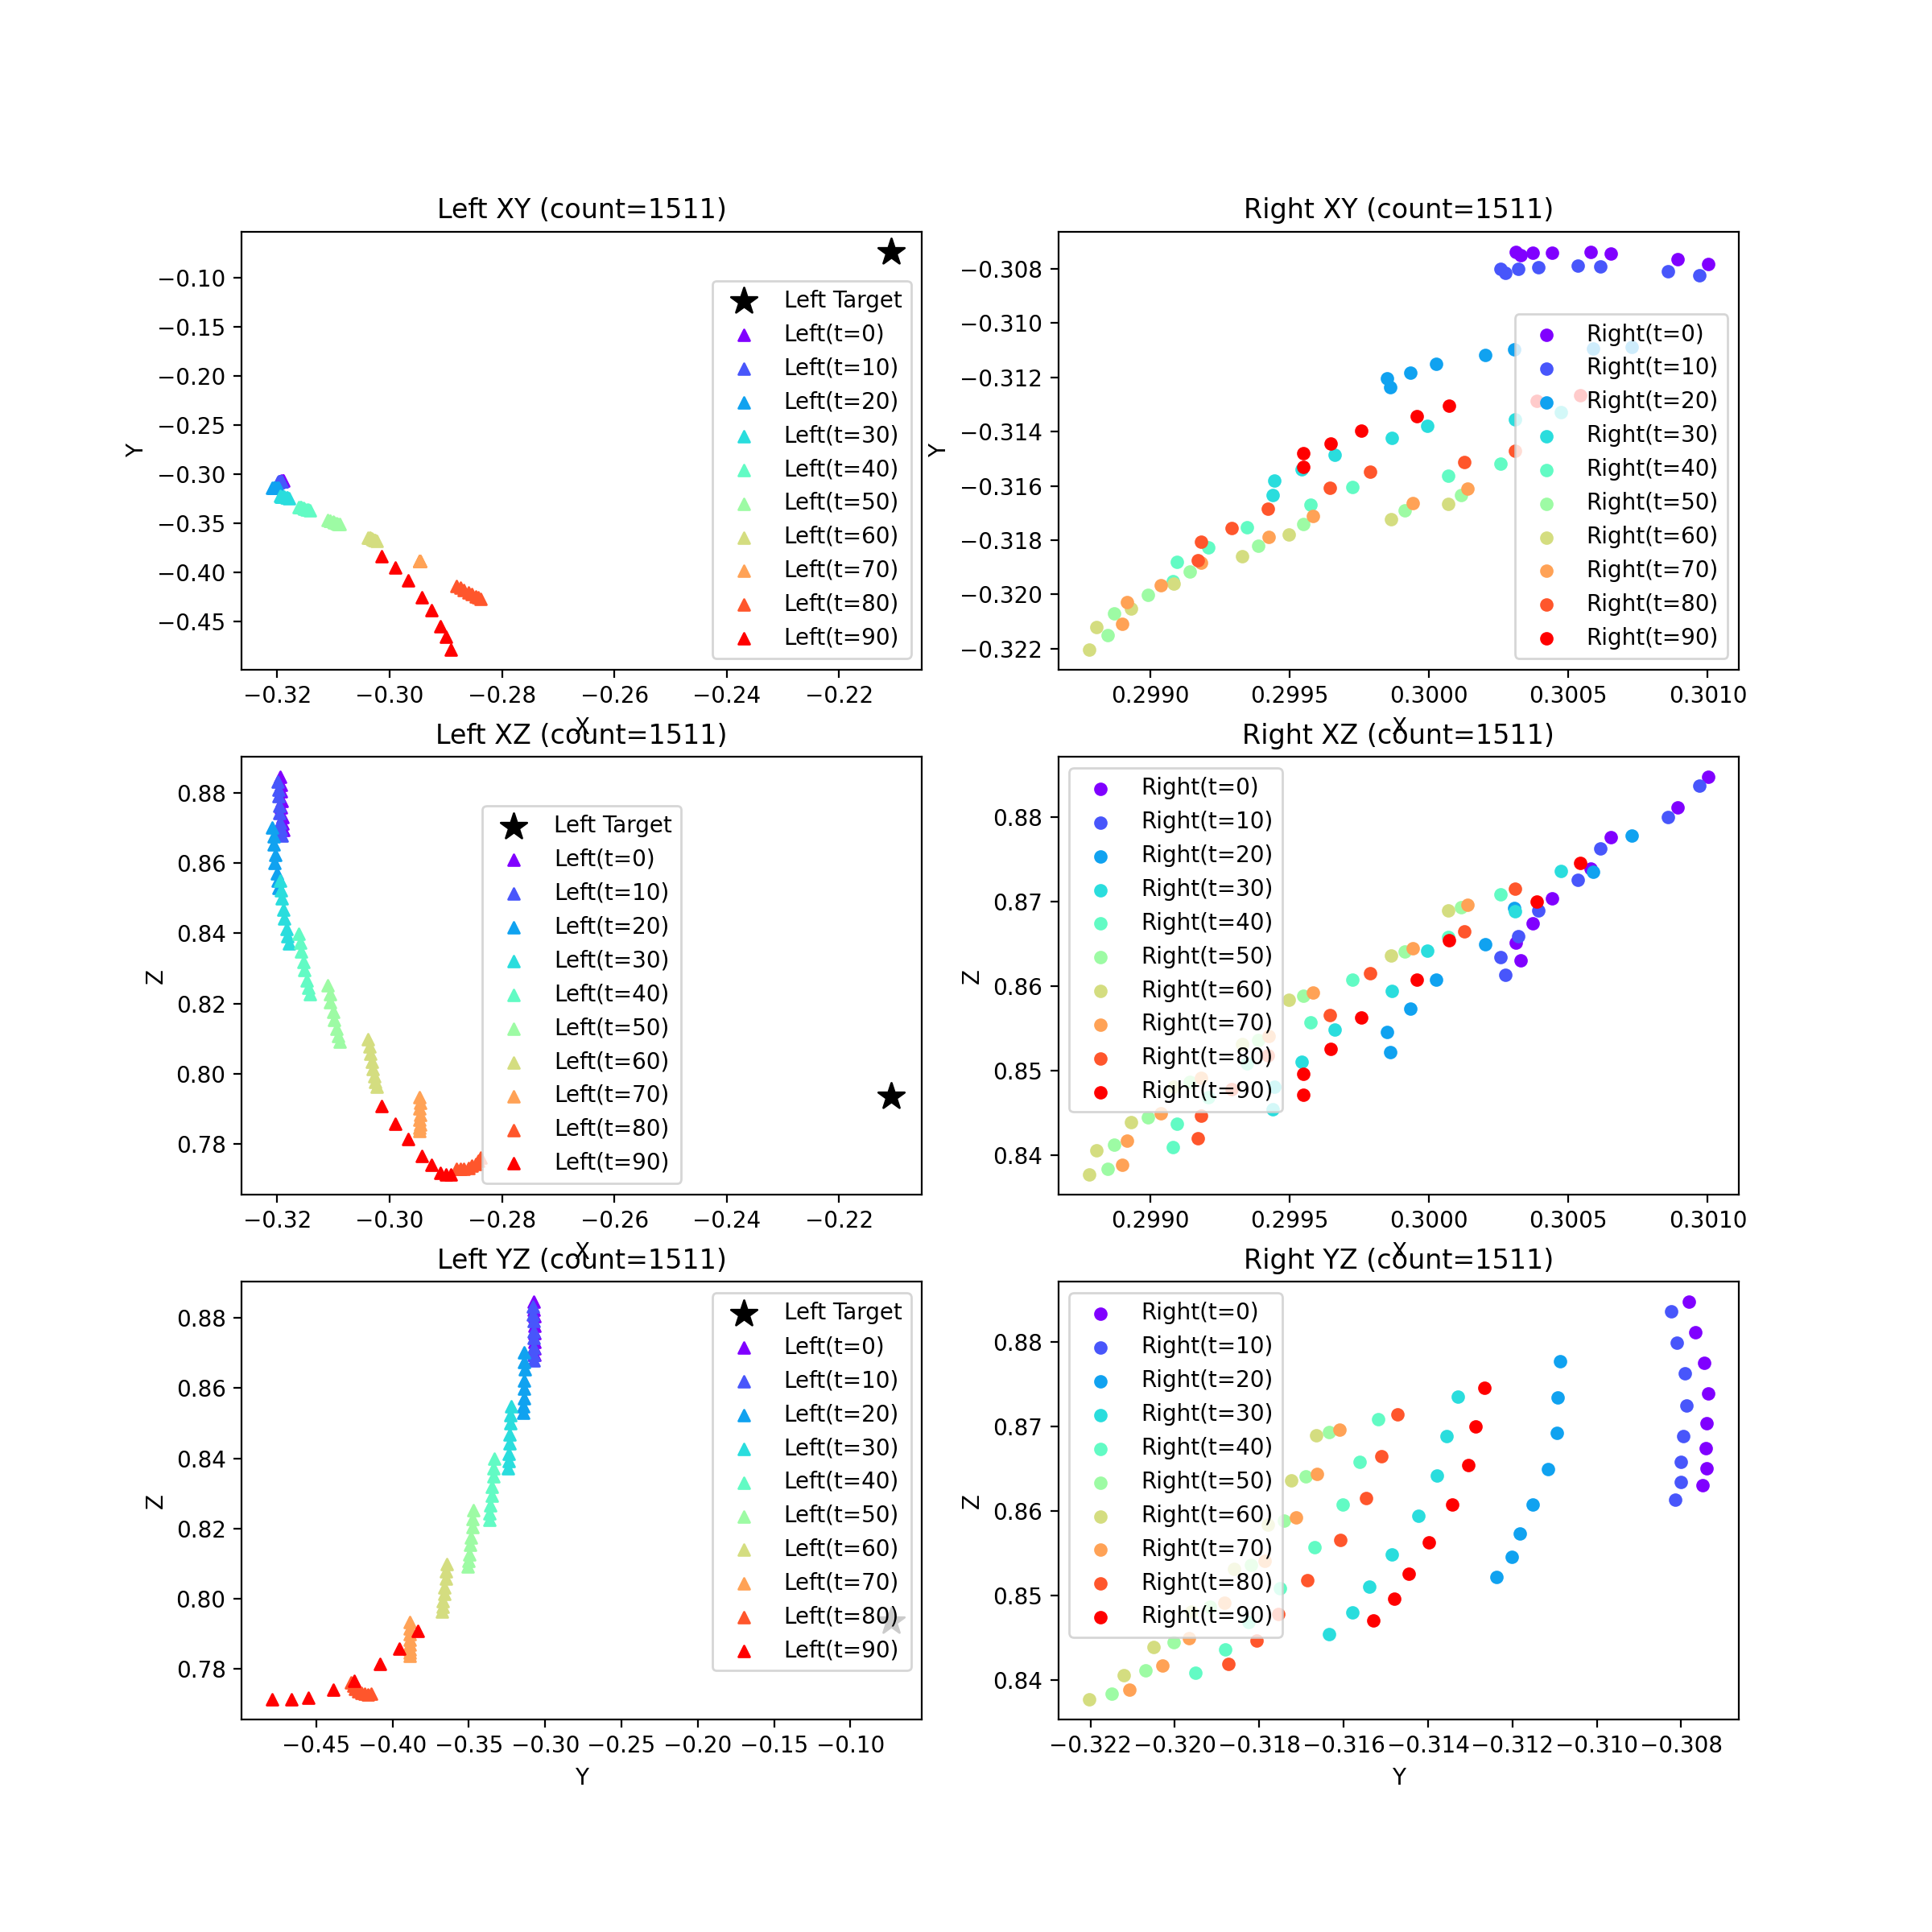 Left XY (count=1511)
Y
−0.10
−0.15
−0.20
−0.25
−0.30
−0.35
−0.40
−0.45
Left Target
Left(t=0)
Left(t=10)
Left(t=20)
Left(t=30)
Left(t=40)
Left(t=50)
Left(t=60)
Left(t=70)
Left(t=80)
Left(t=90)
−0.32 −0.30 −0.28 −0.26 −0.24 −0.22
X
Right XY (count=1511)
Y
−0.308
−0.310
−0.312
−0.314
−0.316
−0.318
−0.320
−0.322
Right(t=0)
Right(t=10)
Right(t=20)
Right(t=30)
Right(t=40)
Right(t=50)
Right(t=60)
Right(t=70)
Right(t=80)
Right(t=90)
0.2990 0.2995 0.3000 0.3005 0.3010
X
Left XZ (count=1511)
Z
0.88
0.86
0.84
0.82
0.80
0.78
Left Target
Left(t=0)
Left(t=10)
Left(t=20)
Left(t=30)
Left(t=40)
Left(t=50)
Left(t=60)
Left(t=70)
Left(t=80)
Left(t=90)
−0.32 −0.30 −0.28 −0.26 −0.24 −0.22
X
Right XZ (count=1511)
Z
0.88
0.87
0.86
0.85
0.84
Right(t=0)
Right(t=10)
Right(t=20)
Right(t=30)
Right(t=40)
Right(t=50)
Right(t=60)
Right(t=70)
Right(t=80)
Right(t=90)
0.2990 0.2995 0.3000 0.3005 0.3010
X
Left YZ (count=1511)
Z
0.88
0.86
0.84
0.82
0.80
0.78
Left Target
Left(t=0)
Left(t=10)
Left(t=20)
Left(t=30)
Left(t=40)
Left(t=50)
Left(t=60)
Left(t=70)
Left(t=80)
Left(t=90)
−0.45 −0.40 −0.35 −0.30 −0.25 −0.20 −0.15 −0.10
Y
Right YZ (count=1511)
Z
0.88
0.87
0.86
0.85
0.84
Right(t=0)
Right(t=10)
Right(t=20)
Right(t=30)
Right(t=40)
Right(t=50)
Right(t=60)
Right(t=70)
Right(t=80)
Right(t=90)
−0.322 −0.320 −0.318 −0.316 −0.314 −0.312 −0.310 −0.308
Y